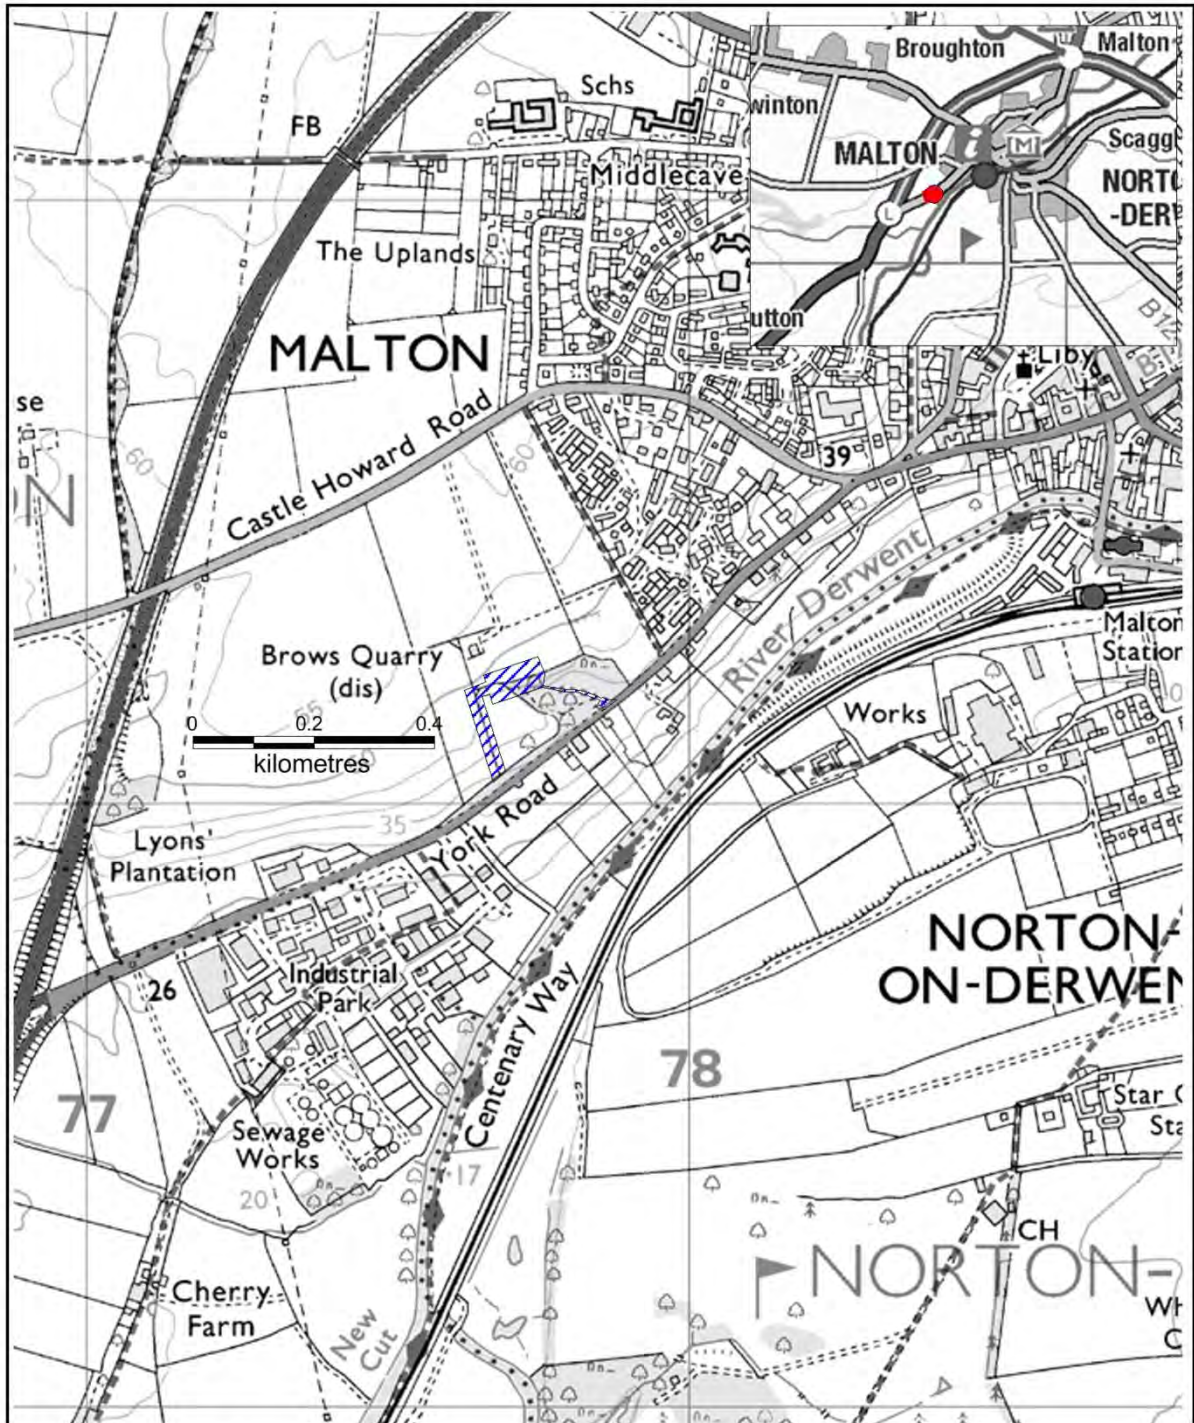 Schs
FB
Middlecave
The Uplands
MALTON
Castle Howard Road
60
60
39
Liby
se
Broughton
Malton
winton
MALTON
i
M
Scagg
NORT
-DER
L
utton
B12
River Derwent
Malton
Station
Brows Quarry
(dis)
55
0 0.2 0.4
kilometres
Works
York Road
35
Lyons'
Plantation
NORTON-
ON-DERWEN
Industrial
Park
26
Centenary Way
78
77
Star
Sta
Sewage
Works
17
20
CH
NORTON-
Cherry
Farm
New
Cut
WH
C